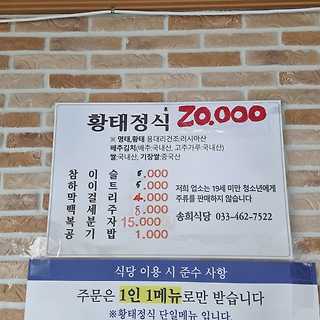 황태정식 20.000
※ 명태,황태 용대리건조:러시아산
배추김치(배추:국내산, 고추가루:국내산)
쌀:국내산, 기장쌀:중국산
참이슬 5.000
하이트 5.000
막걸리 4.000
백세주 8.000
복분자 15.000
공기밥 1.000
저희 업소는 19세 미만 청소년에게
주류를 판매하지 않습니다
송희식당 033-462-7522
식당 이용 시 준수 사항
주문은 1인 1메뉴로만 받습니다
※황태정식 단일메뉴 입니다